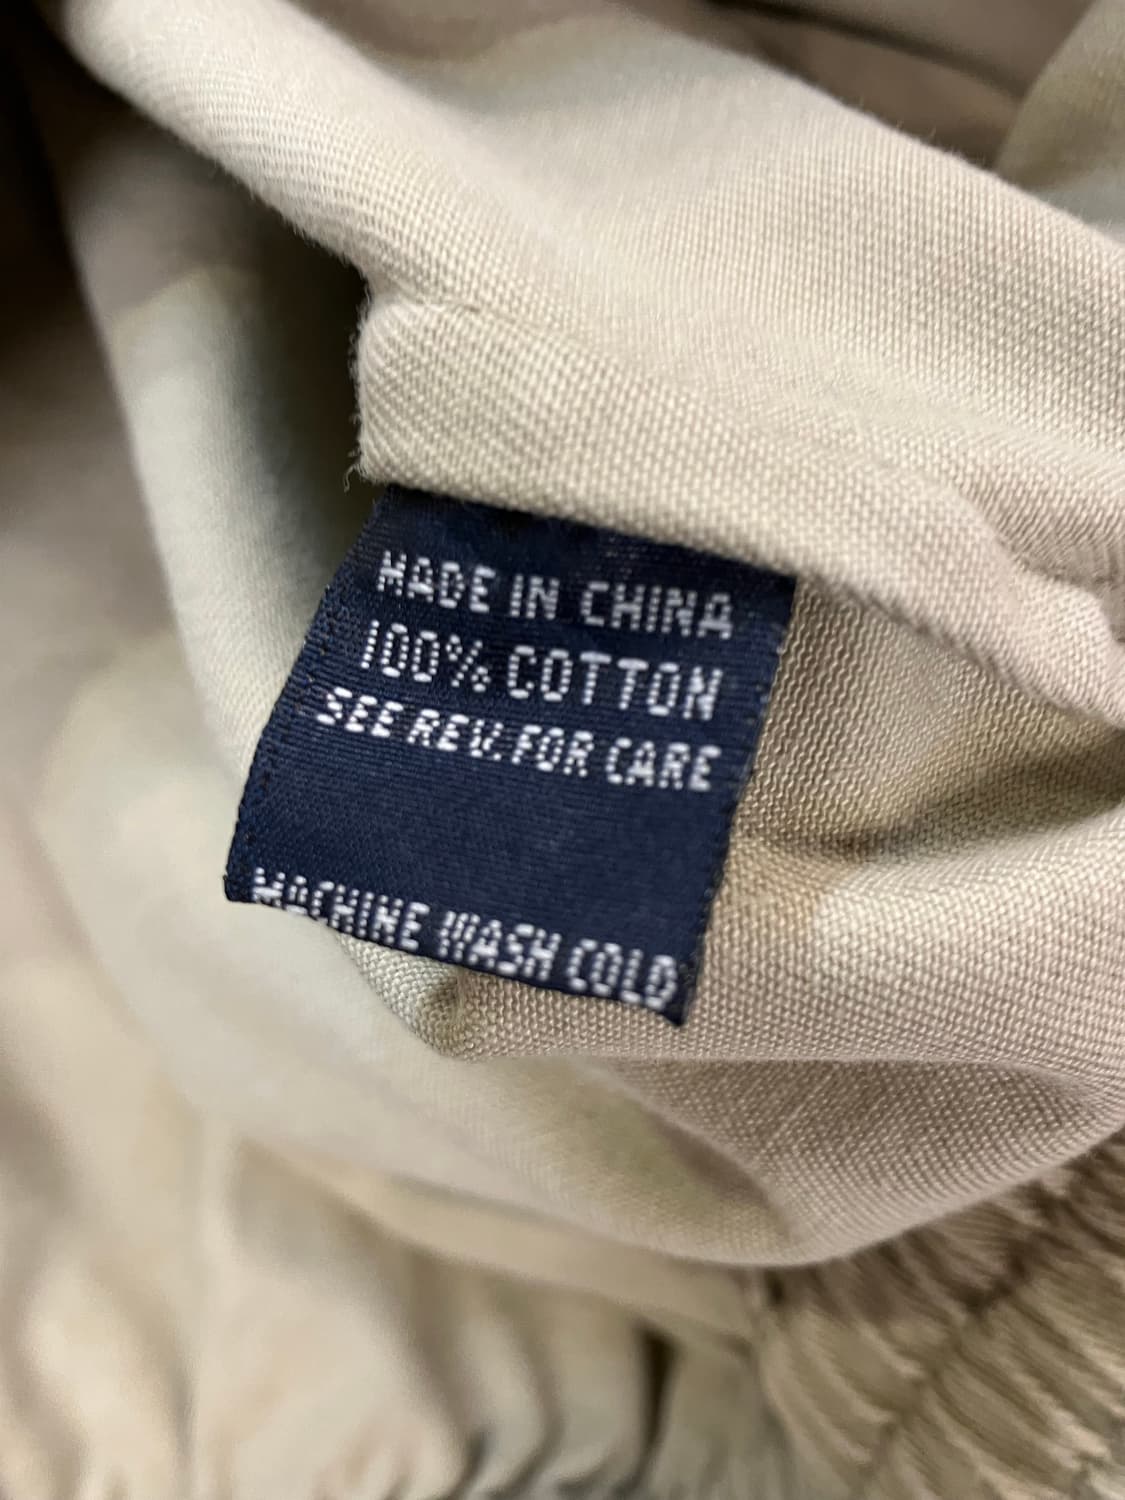 MADE IN CHINA
100% COTTON
SEE REV. FOR CARE
MACHINE WASH COLD